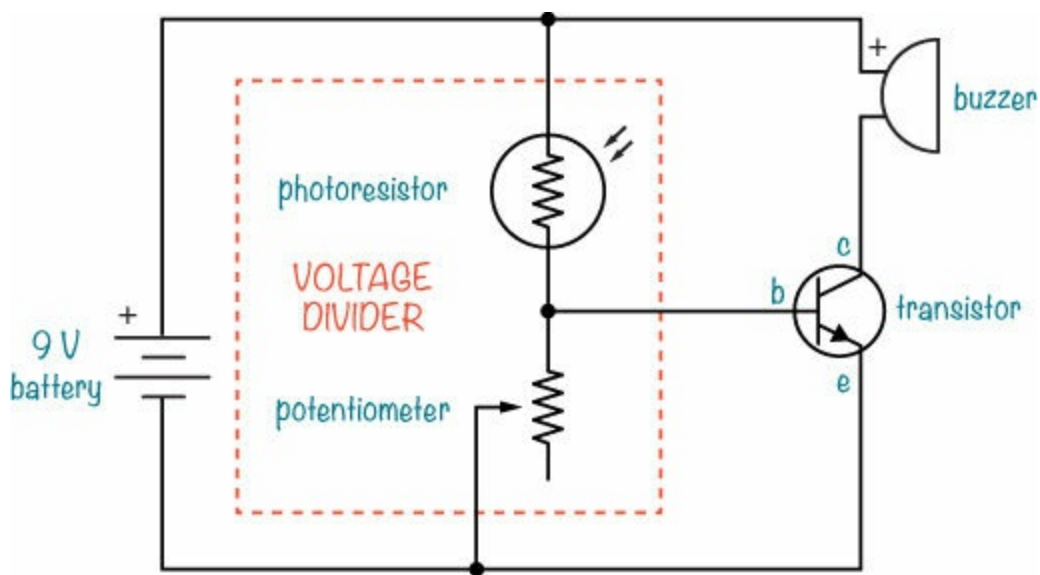 +
buzzer
photoresistor
c
VOLTAGE
DIVIDER
b
transistor
+
9 V
battery
e
potentiometer